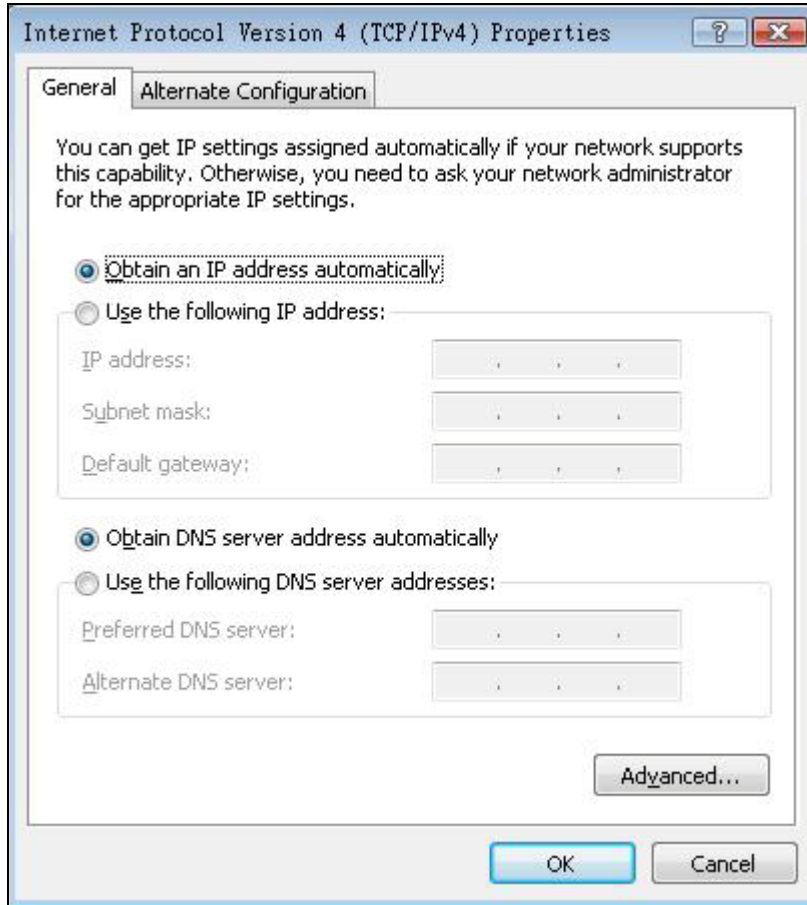 Internet Protocol Version 4 (TCP/IPv4) Properties
General
Alternate Configuration
You can get IP settings assigned automatically if your network supports
this capability. Otherwise, you need to ask your network administrator
for the appropriate IP settings.
Obtain an IP address automatically
Use the following IP address:
IP address:
Subnet mask:
Default gateway:
Obtain DNS server address automatically
Use the following DNS server addresses:
Preferred DNS server:
Alternate DNS server:
Advanced...
OK
Cancel